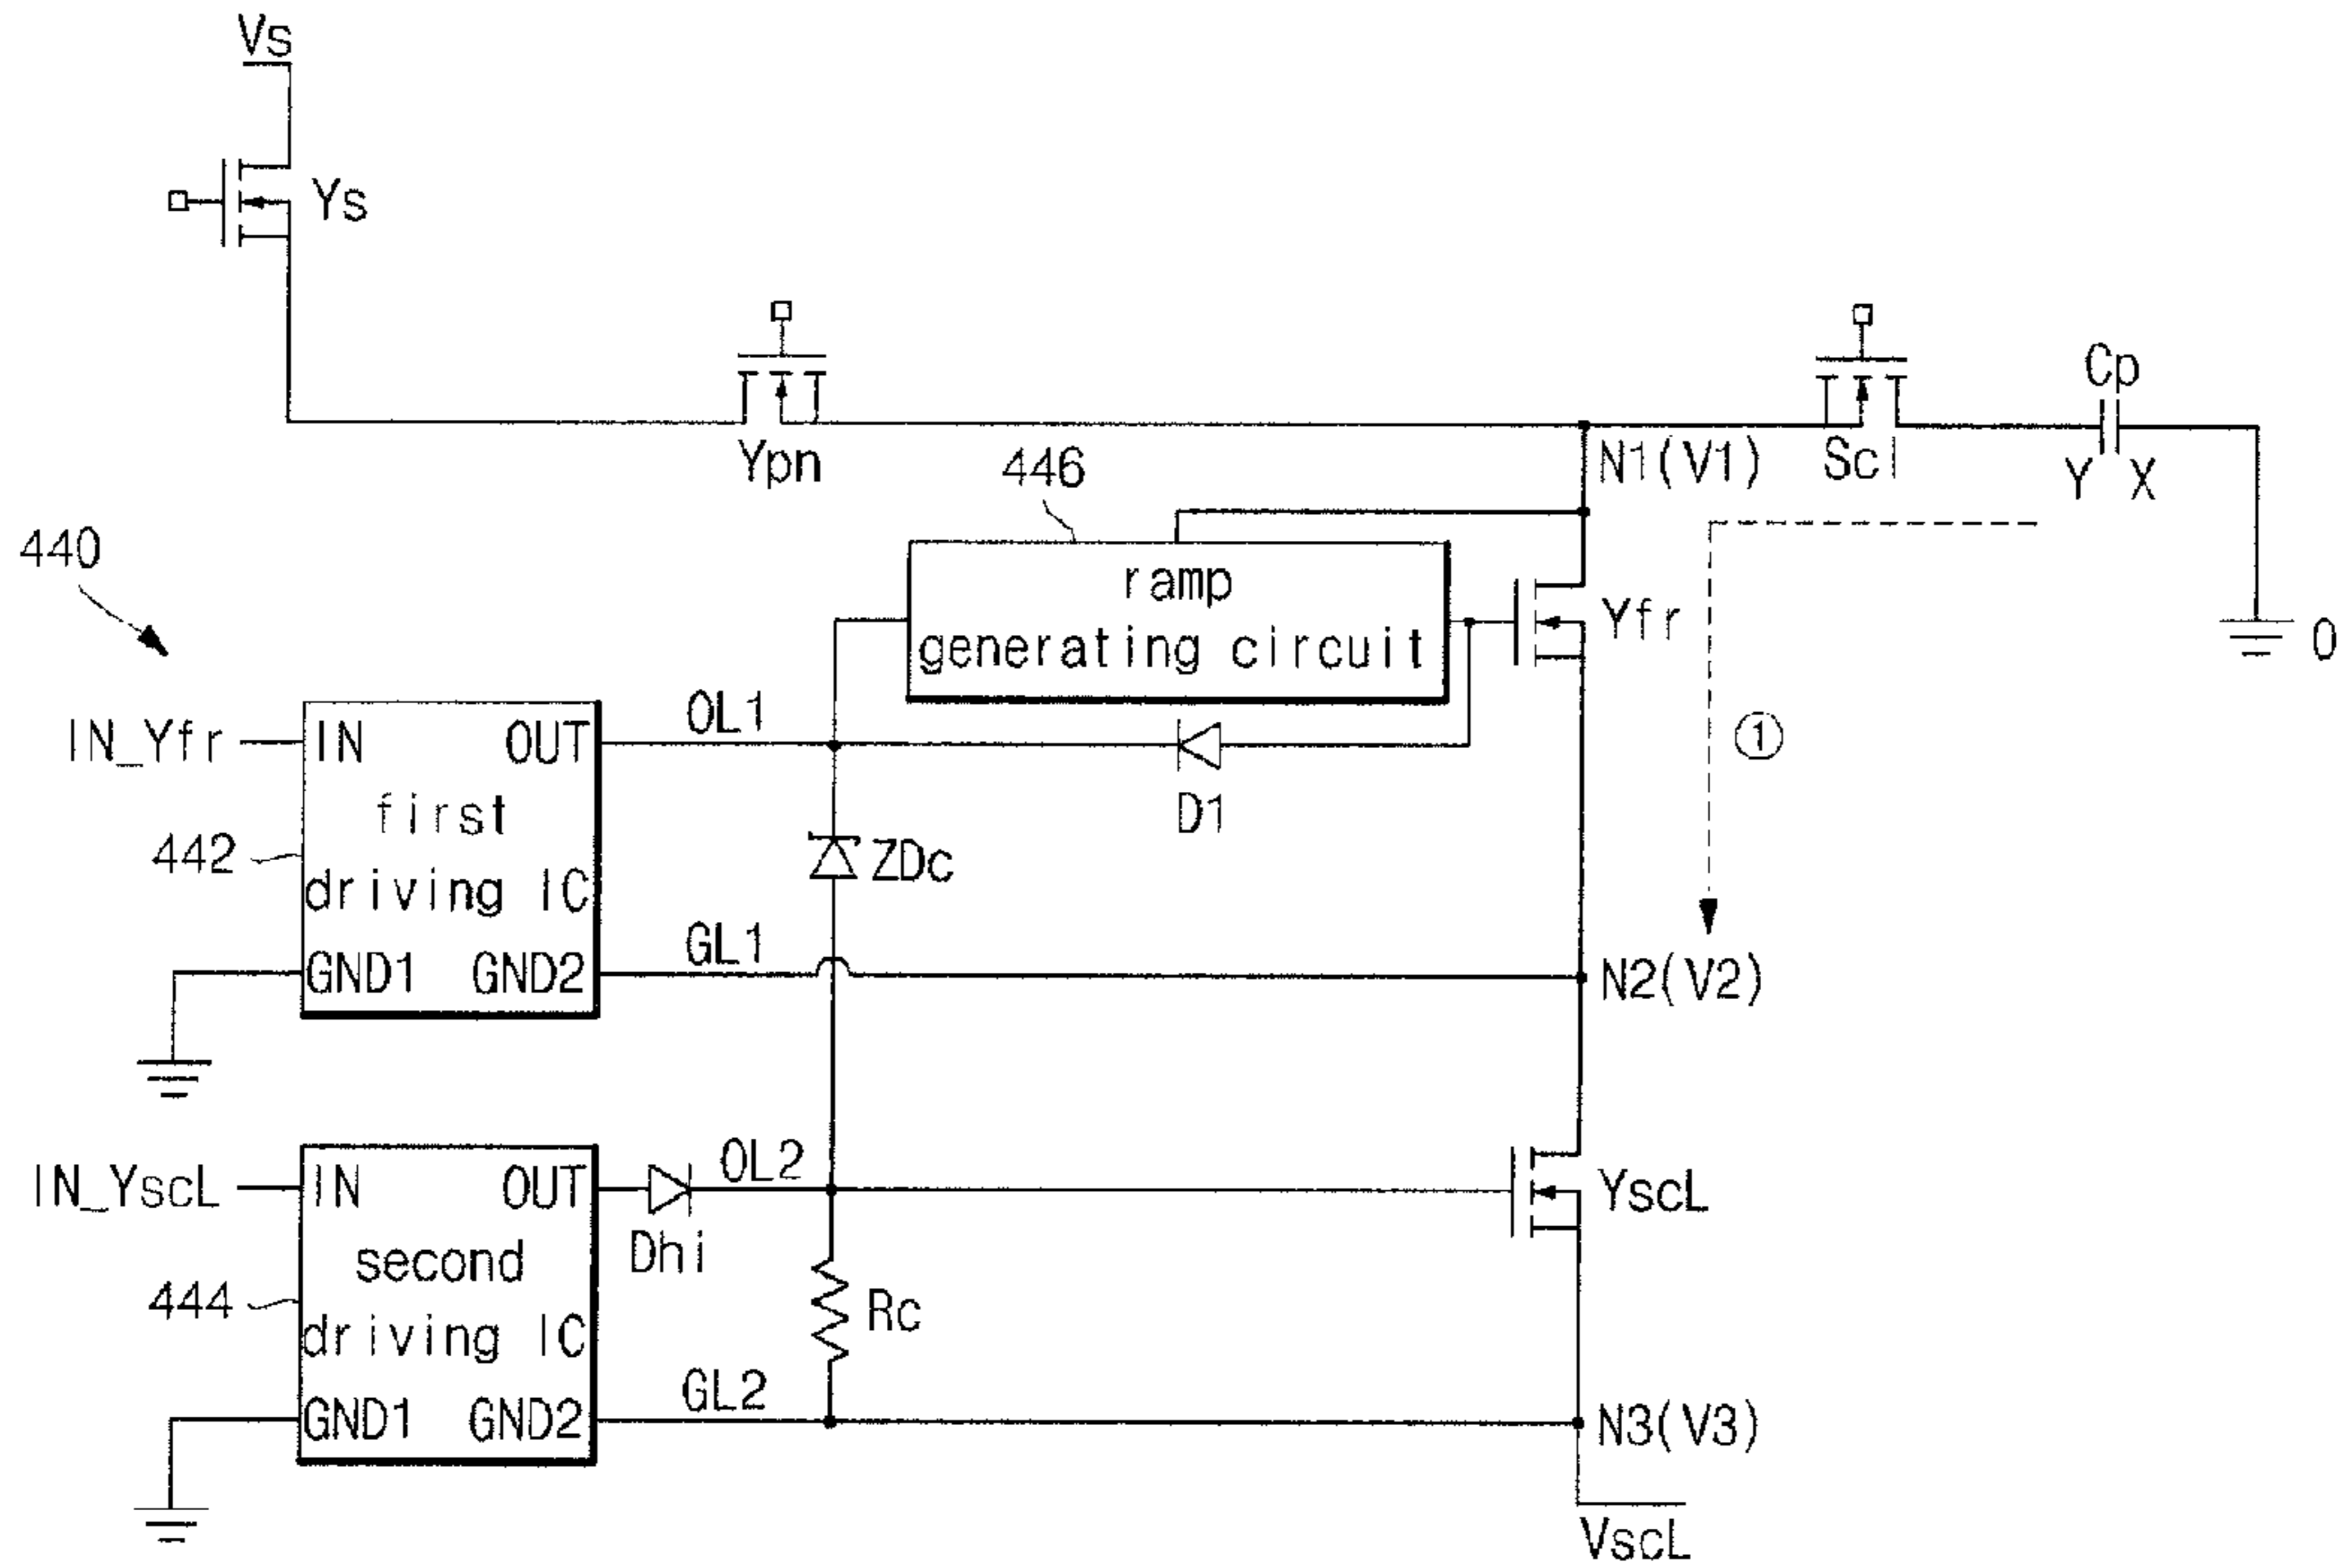 Vs
Ys
Cp
Ypn
446
N1(V1)
Scl
Y
X
440
ramp
generating circuit
Yfr
0
IN_Yfr
IN
OUT
OL1
①
first
D1
442
ZDc
driving IC
GL1
GND1
GND2
N2(V2)
IN_YscL
IN
OUT
OL2
YscL
second
Dhi
444
Rc
driving IC
GL2
GND1
GND2
N3(V3)
VscL